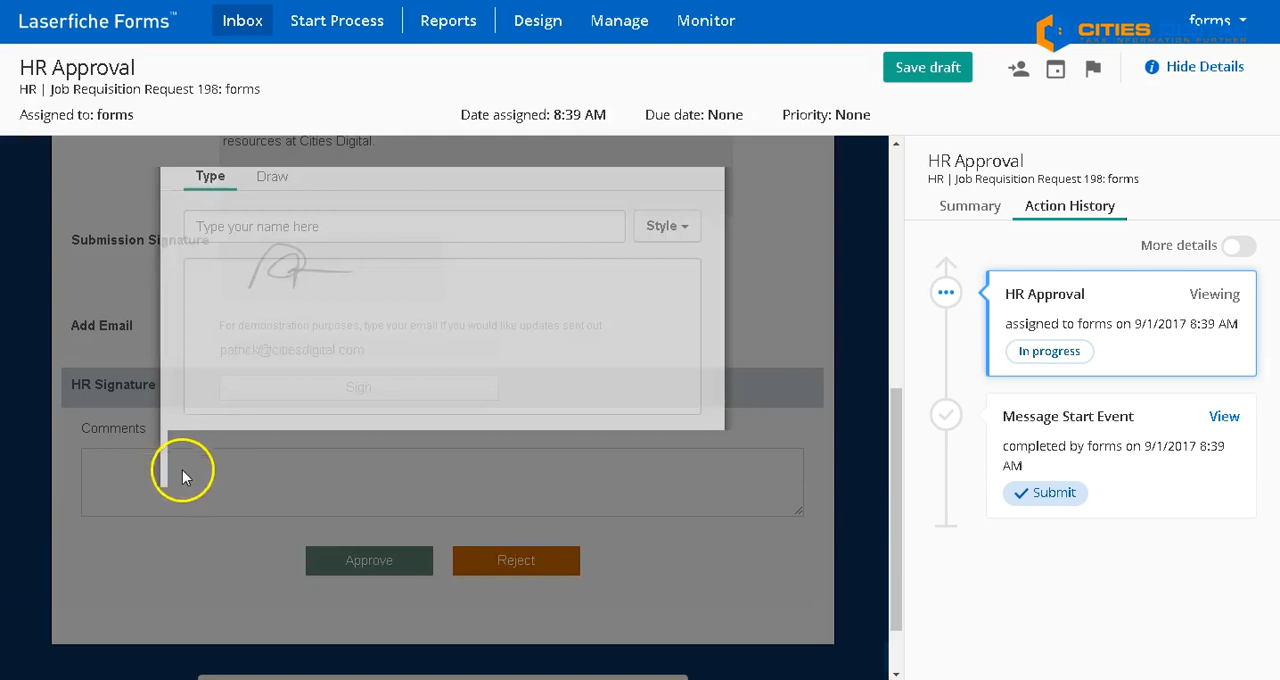 Laserfiche Forms™
Inbox
Start Process
Reports
Design
Manage
Monitor
forms
CITIES
HR Approval
HR | Job Requisition Request 198: forms
Assigned to: forms
Date assigned: 8:39 AM
Due date: None
Priority: None
Save draft
Hide Details
resources at Cities Digital.
Type
Draw
Type your name here
Style
Submission Signature
Add Email
For demonstration purposes, type your email if you would like updates sent out
patrick@citiesdigital.com
HR Signature
Sign
Comments
Approve
Reject
HR Approval
HR | Job Requisition Request 198: forms
Summary
Action History
More details
HR Approval
Viewing
assigned to forms on 9/1/2017 8:39 AM
In progress
Message Start Event
View
completed by forms on 9/1/2017 8:39
AM
Submit